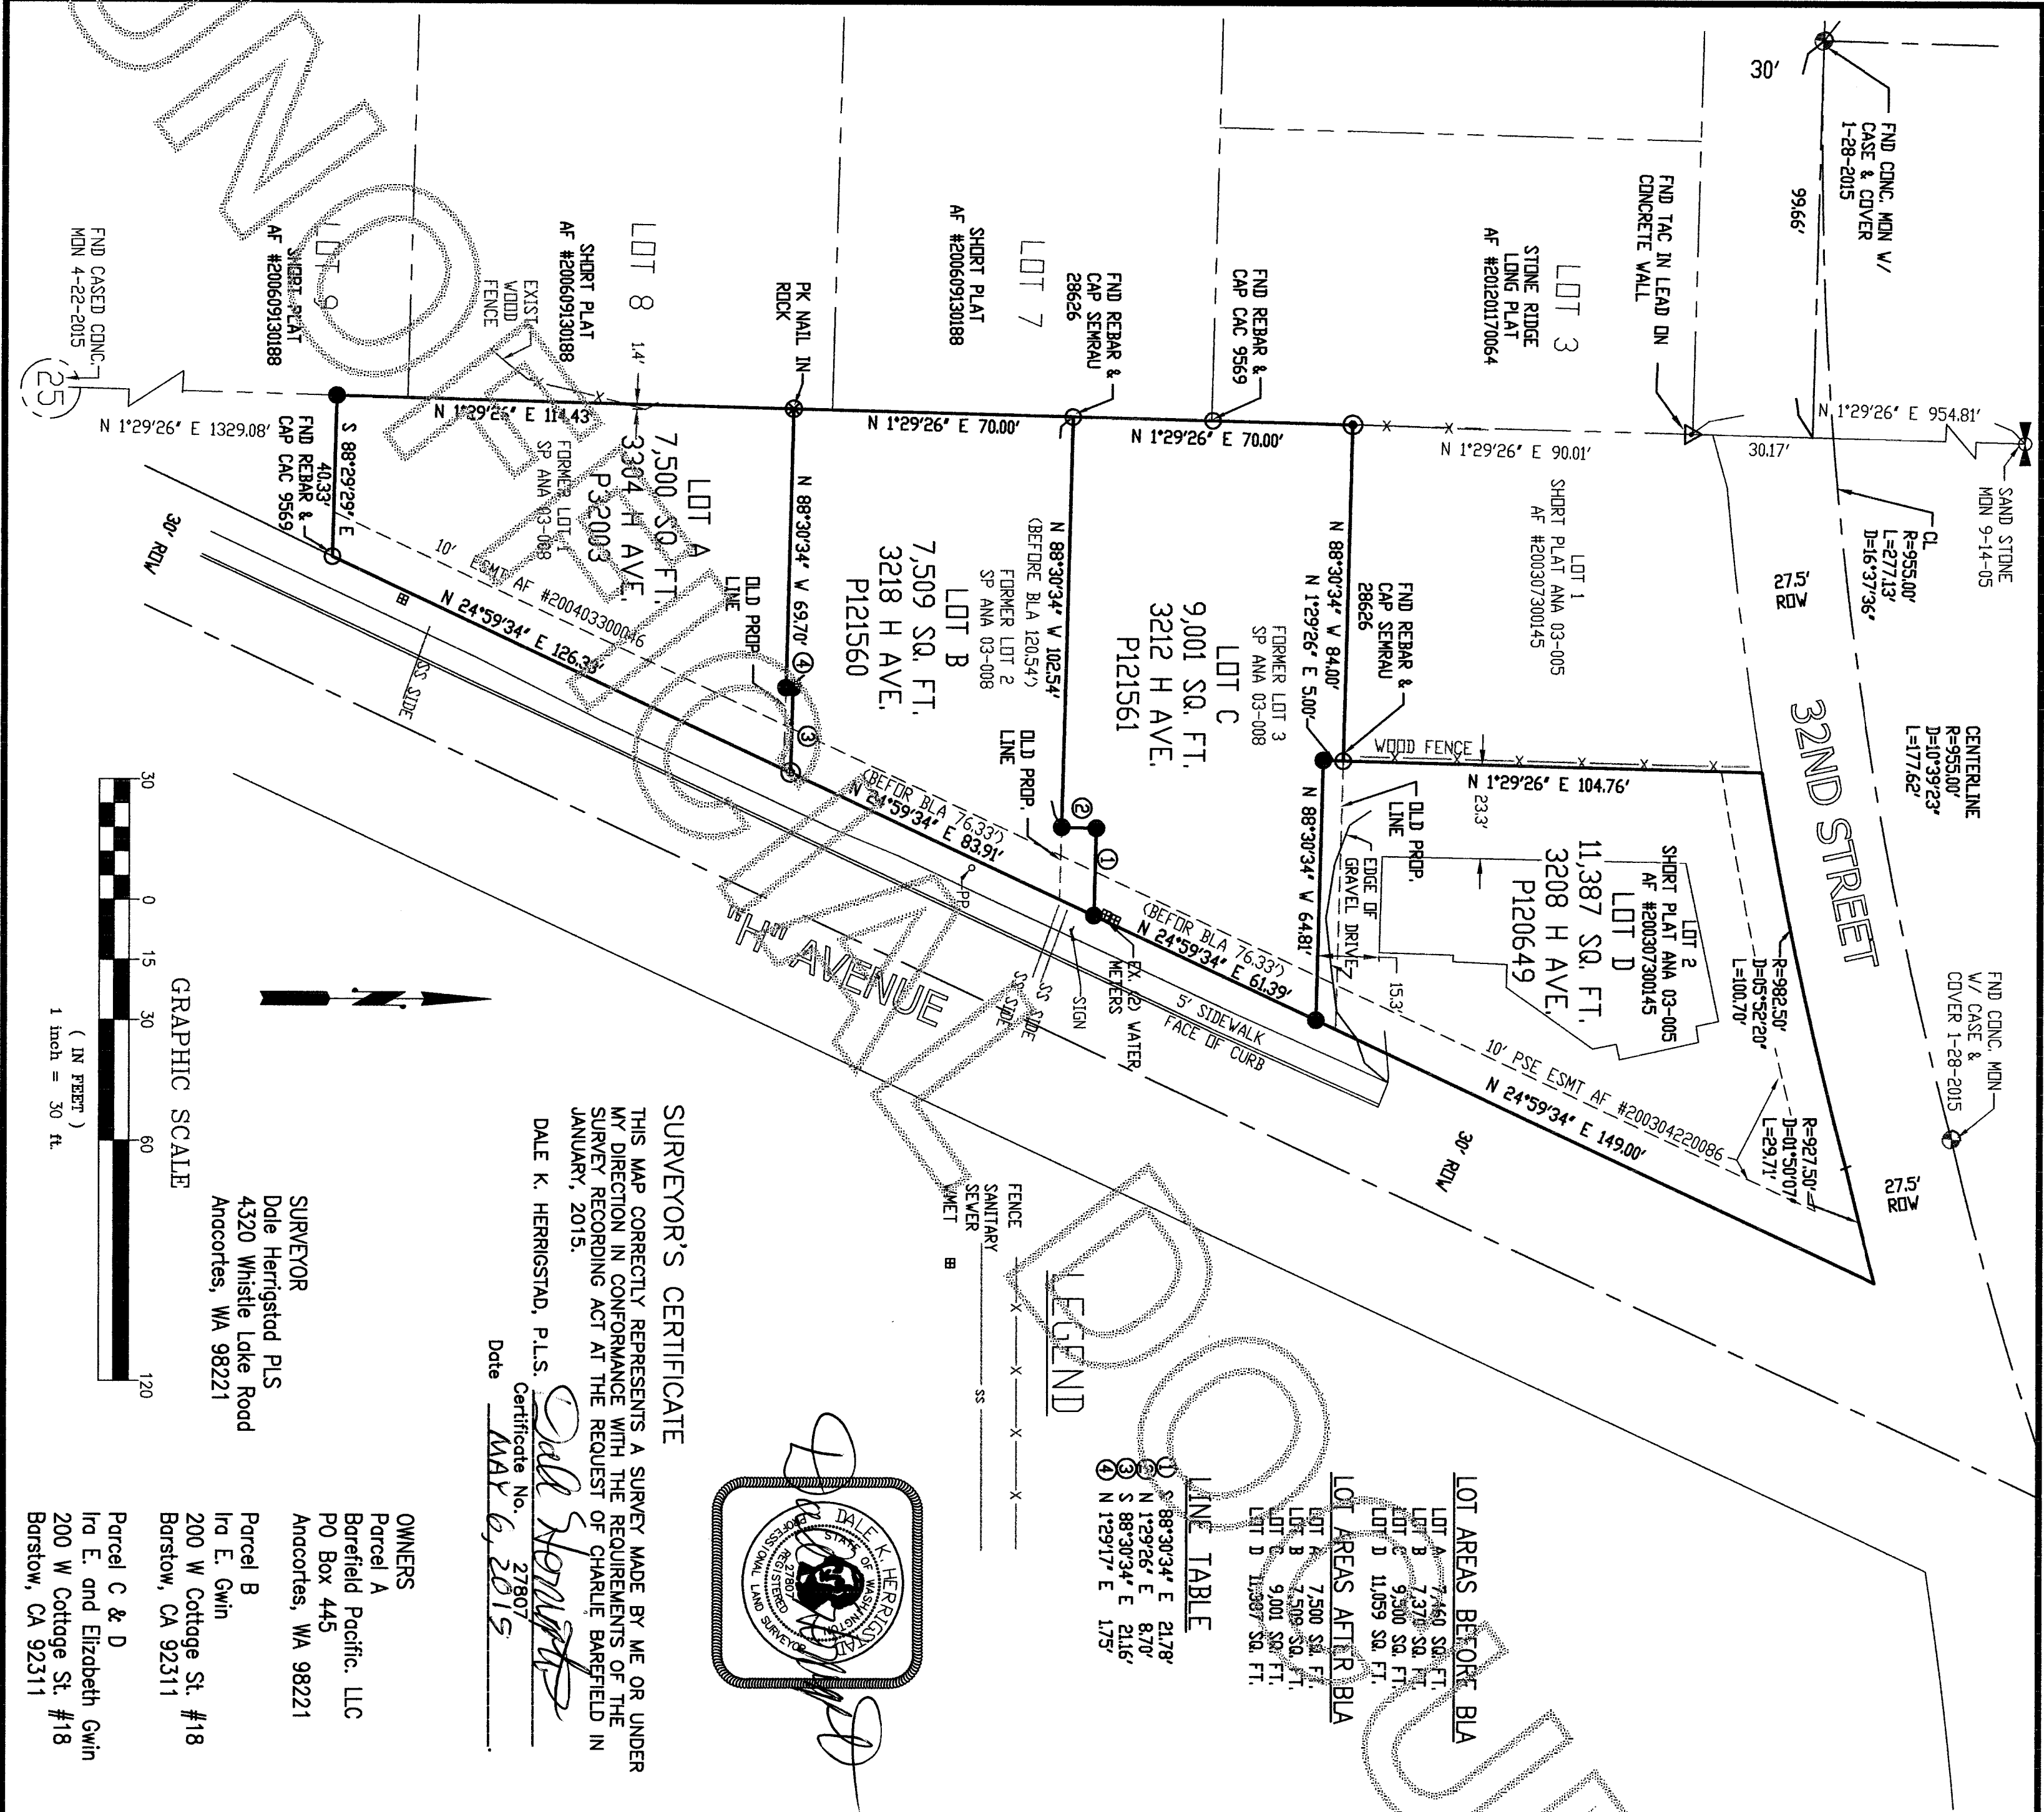 30'
FND CONC. MON W/
CASE & COVER
1-28-2015
99.66'
FND TAC IN LEAD ON
CONCRETE WALL
LOT 3
STONE RIDGE
LONG PLAT
AF #201201170064
FND REBAR &
CAP CAC 9569
FND REBAR &
CAP SEMRAU
28626
LOT 7
SHORT PLAT
AF #200609130188
PK NAIL IN
ROCK
LOT 8
SHORT PLAT
AF #200609130188
1.4'
EXIST.
WOOD
FENCE
LOT 9
SHORT PLAT
AF #200609130188
FND CASED CONC.
MON 4-22-2015
25
N 1°29'26" E 1329.08'
N 1°29'26" E 114.43'
N 1°29'26" E 70.00'
N 1°29'26" E 70.00'
N 1°29'26" E 90.01'
30.17'
N 1°29'26" E 954.81'
SAND STONE
MON 9-14-05
CL
R=955.00'
L=277.13'
D=16°37'36"
27.5'
ROW
32ND STREET
CENTERLINE
R=955.00'
D=10°39'23"
L=177.62'
FND CONC. MON
W/ CASE &
COVER 1-28-2015
27.5'
ROW
LOT 1
SHORT PLAT ANA 03-005
AF #200307300145
N 88°30'34" W 84.00'
N 1°29'26" E 5.00'
FND REBAR &
CAP SEMRAU
28626
WOOD FENCE
N 1°29'26" E 104.76'
23.3'
OLD PROP.
LINE
EDGE OF
GRAVEL DRIVE
N 88°30'34" W 64.81'
15.3'
LOT 2
SHORT PLAT ANA 03-005
AF #200307300145
LOT D
11,387 SQ. FT.
3208 H AVE.
P120649
R=982.50'
D=05°52'20"
L=100.70'
R=927.50'
D=01°50'07"
L=29.71'
10' PSE ESMT AF #200304220086
N 24°59'34" E 149.00'
FORMER LOT 3
SP ANA 03-008
LOT C
9,001 SQ. FT.
3212 H AVE.
P121561
N 88°30'34" W 102.54'
(BEFORE BLA 120.54')
FORMER LOT 2
SP ANA 03-008
LOT B
7,509 SQ. FT.
3218 H AVE.
P121560
OLD PROP.
LINE
2
1
N 88°30'34" W 69.70'
4
3
OLD PROP.
LINE
LOT A
7,500 SQ. FT.
3304 H AVE.
P32003
FORMER LOT 1
SP ANA 03-008
S 88°29'29" E
40.33'
FND REBAR &
CAP CAC 9569
10'
ESMT AF #200403300046
N 24°59'34" E 126.33'
(BEFOR BLA 76.33')
N 24°59'34" E 83.91'
(BEFOR BLA 76.33')
N 24°59'34" E 61.39'
EX. (2) WATER
METERS
5' SIDEWALK
FACE OF CURB
SIGN
SS SIDE
SS SIDE
SS SIDE
PP
30' ROW
30' ROW
"H" AVENUE
30 0 15 30 60 120
GRAPHIC SCALE
( IN FEET )
1 inch = 30 ft.
LEGEND
FENCE
SANITARY
SEWER
SS
WMET
LOT AREAS BEFORE BLA
LOT A 7,160 SQ. FT.
LOT B 7,370 SQ. FT.
LOT C 9,500 SQ. FT.
LOT D 11,059 SQ. FT.
LOT AREAS AFTER BLA
LOT A 7,500 SQ. FT.
LOT B 7,509 SQ. FT.
LOT C 9,001 SQ. FT.
LOT D 11,387 SQ. FT.
LINE TABLE
1 S 88°30'34" E 21.78'
2 N 1°29'26" E 8.70'
3 S 88°30'34" E 21.16'
4 N 1°29'17" E 1.75'
SURVEYOR'S CERTIFICATE
THIS MAP CORRECTLY REPRESENTS A SURVEY MADE BY ME OR UNDER
MY DIRECTION IN CONFORMANCE WITH THE REQUIREMENTS OF THE
SURVEY RECORDING ACT AT THE REQUEST OF CHARLIE BAREFIELD IN
JANUARY, 2015.
DALE K. HERRIGSTAD, P.L.S.
Certificate No. 27807
Date MAY 6, 2015
DALE K. HERRIGSTAD
STATE OF WASHINGTON
27807
REGISTERED
PROFESSIONAL LAND SURVEYOR
SURVEYOR
Dale Herrigstad PLS
4320 Whistle Lake Road
Anacortes, WA 98221
OWNERS
Parcel A
Barefield Pacific. LLC
PO Box 445
Anacortes, WA 98221
Parcel B
Ira E. Gwin
200 W Cottage St. #18
Barstow, CA 92311
Parcel C & D
Ira E. and Elizabeth Gwin
200 W Cottage St. #18
Barstow, CA 92311
UNOFFICIAL DOCU